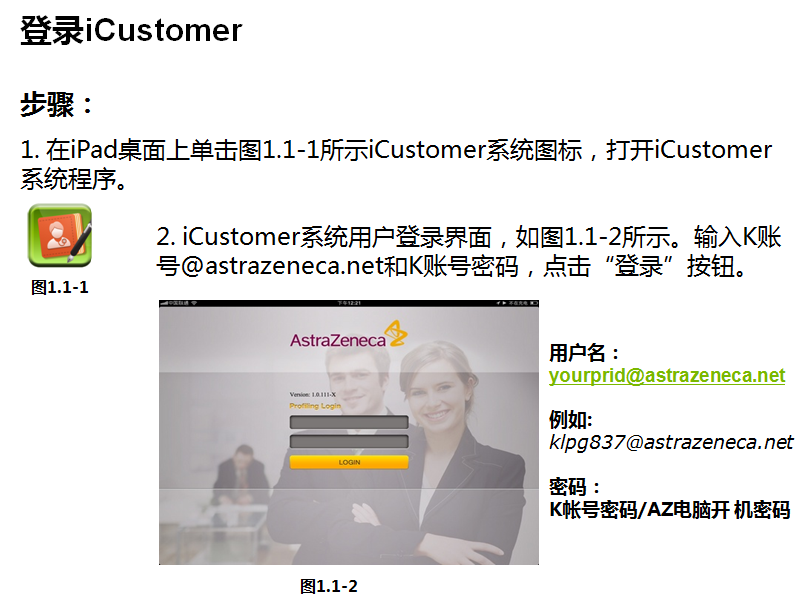 登录iCustomer
步骤：
1. 在iPad桌面上单击图1.1-1所示iCustomer系统图标，打开iCustomer
系统程序。
图1.1-1
2. iCustomer系统用户登录界面，如图1.1-2所示。输入K账
号@astrazeneca.net和K账号密码，点击“登录”按钮。
中国联通
下午12:21
不在充电
AstraZeneca
Version: 1.0.111-X
Profiling Login
LOGIN
图1.1-2
用户名：
yourprid@astrazeneca.net
例如:
klpg837@astrazeneca.net
密码：
K帐号密码/AZ电脑开 机密码